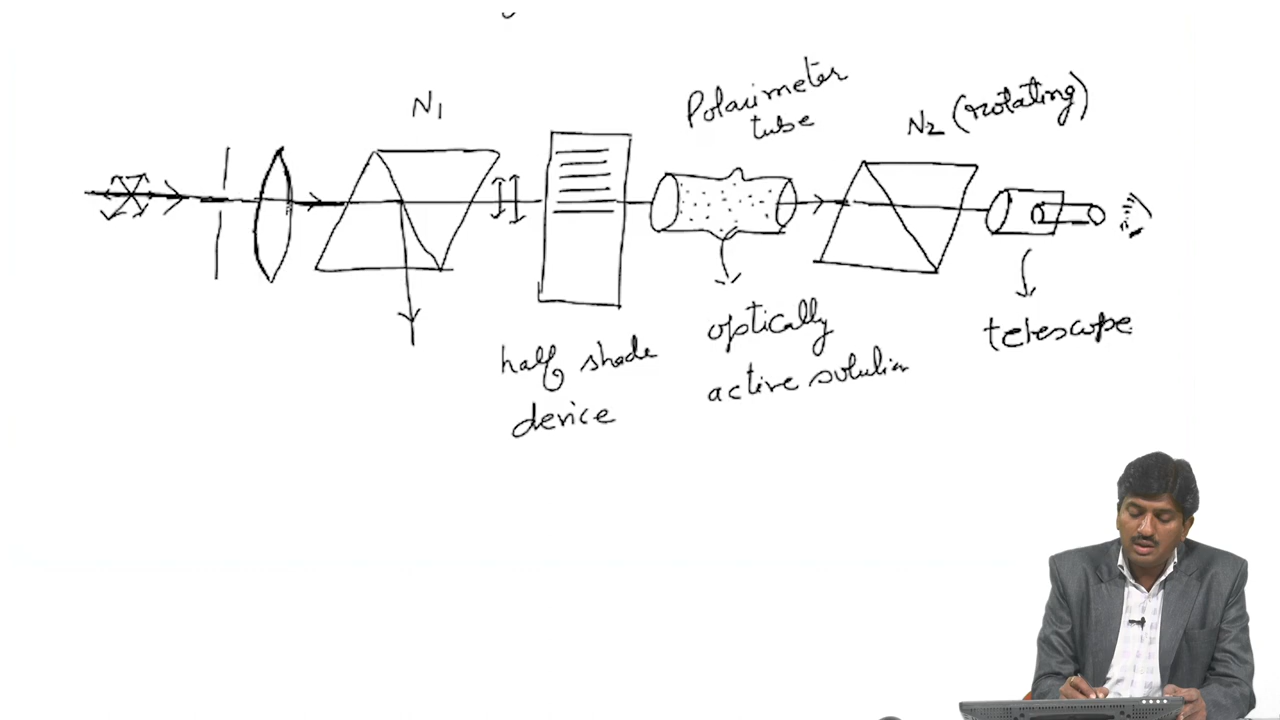 N1
Polarimeter
tube
N2 (rotating)
half shade
device
optically
active solution
telescope